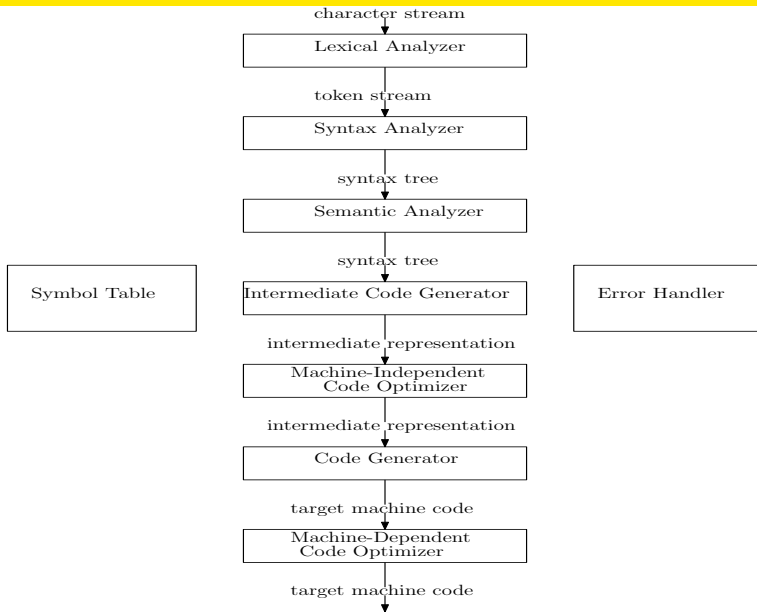 character stream
Lexical Analyzer
token stream
Syntax Analyzer
syntax tree
Semantic Analyzer
syntax tree
Symbol Table
Intermediate Code Generator
Error Handler
intermediate representation
Machine-Independent
Code Optimizer
intermediate representation
Code Generator
target machine code
Machine-Dependent
Code Optimizer
target machine code